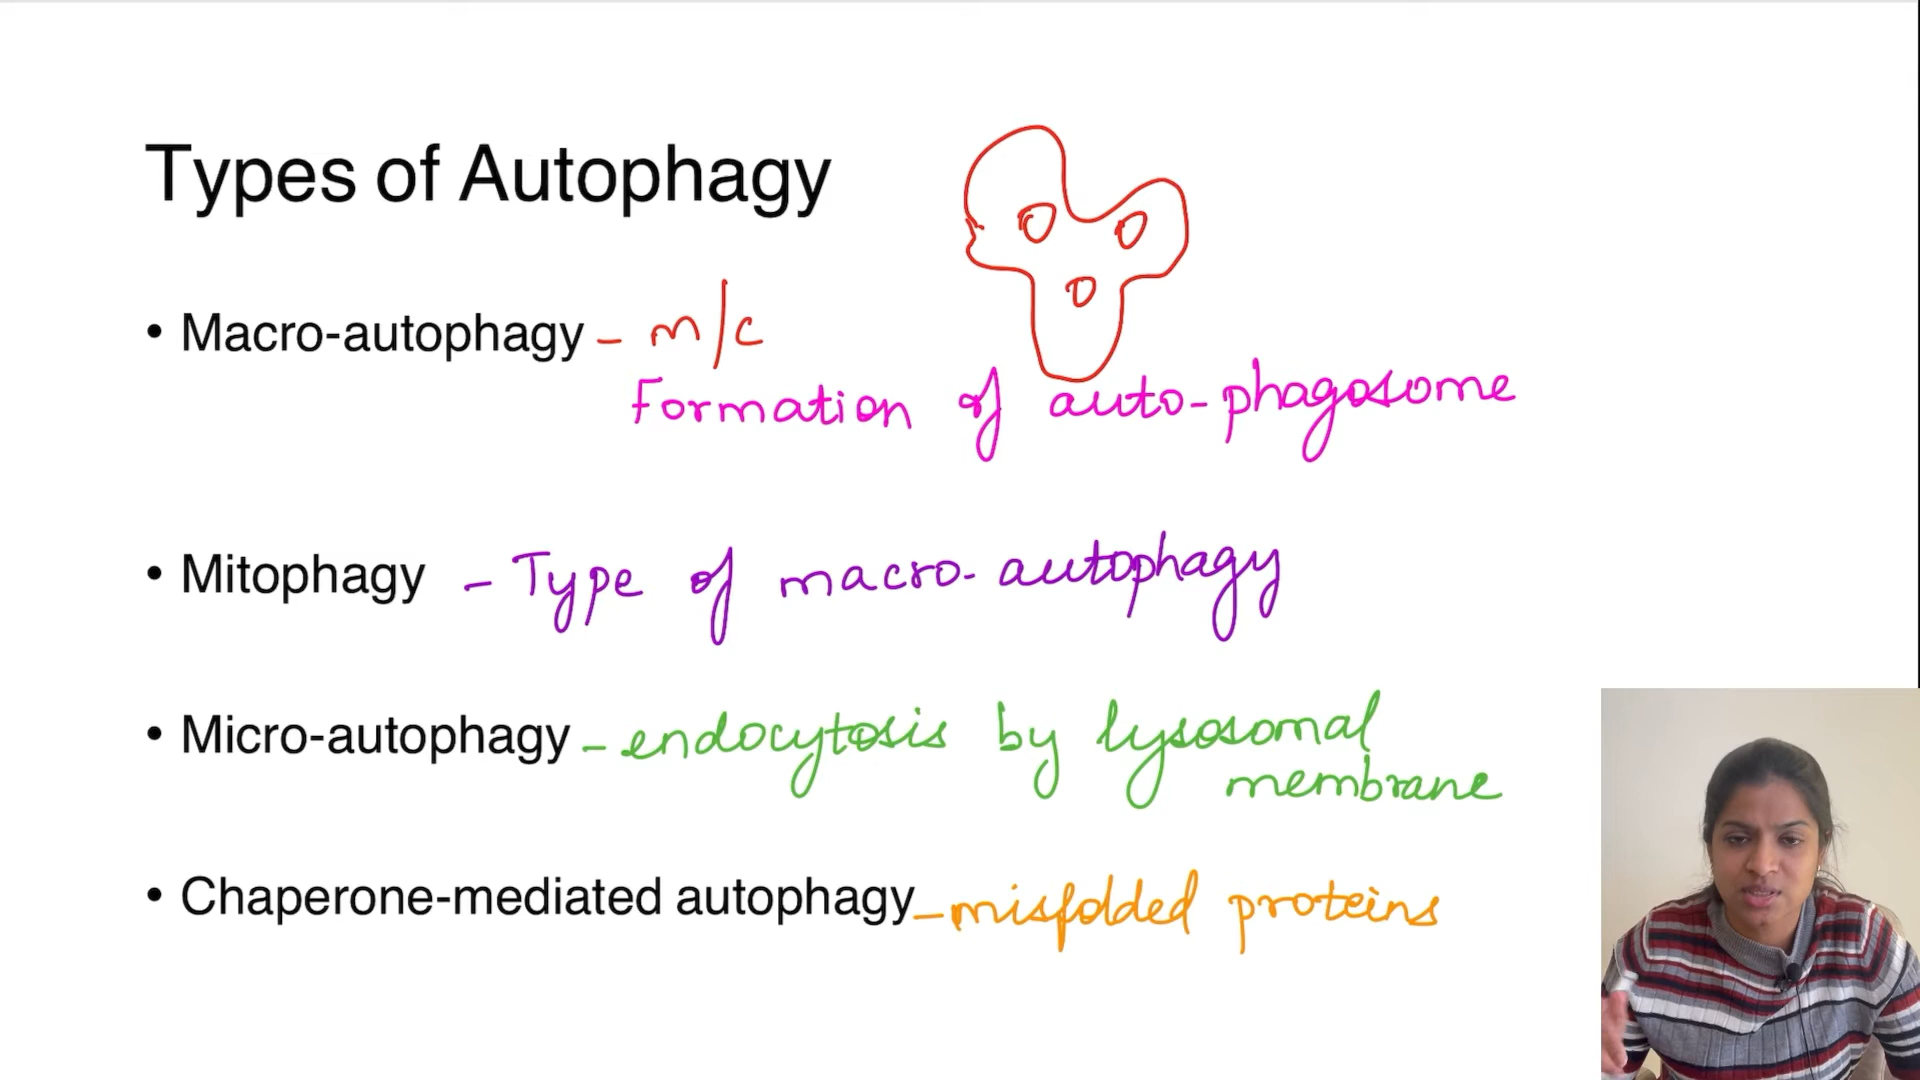 Types of Autophagy
• Macro-autophagy - m/c
Formation of auto-phagosome
• Mitophagy - Type of macro-autophagy
• Micro-autophagy - endocytosis by lysosomal
membrane
• Chaperone-mediated autophagy - misfolded proteins